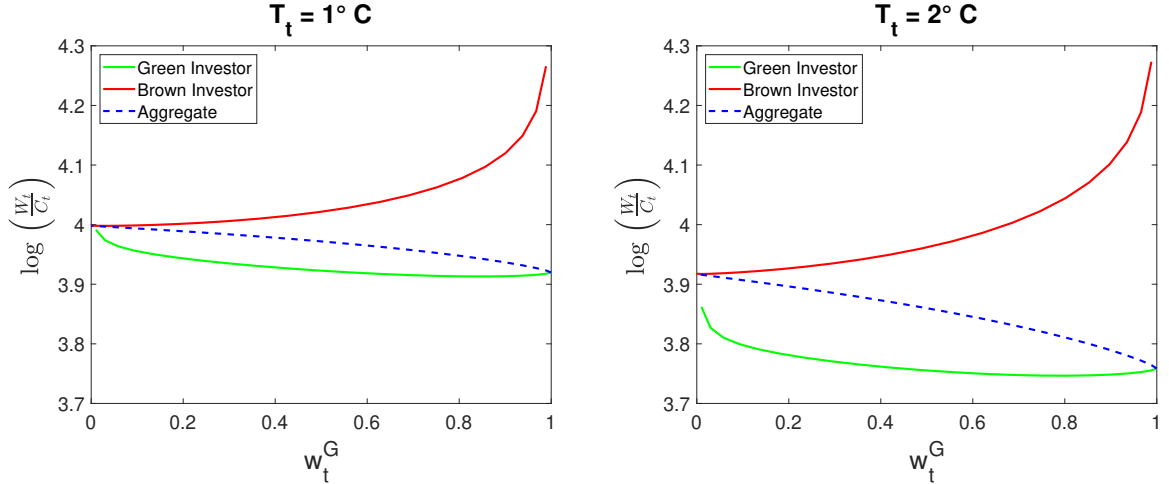 T_t = 1° C
4.3
4.2
4.1
4
3.9
3.8
3.7
log (W_t/C_t)
Green Investor
Brown Investor
Aggregate
0 0.2 0.4 0.6 0.8 1
w_t^G
T_t = 2° C
4.3
4.2
4.1
4
3.9
3.8
3.7
log (W_t/C_t)
Green Investor
Brown Investor
Aggregate
0 0.2 0.4 0.6 0.8 1
w_t^G